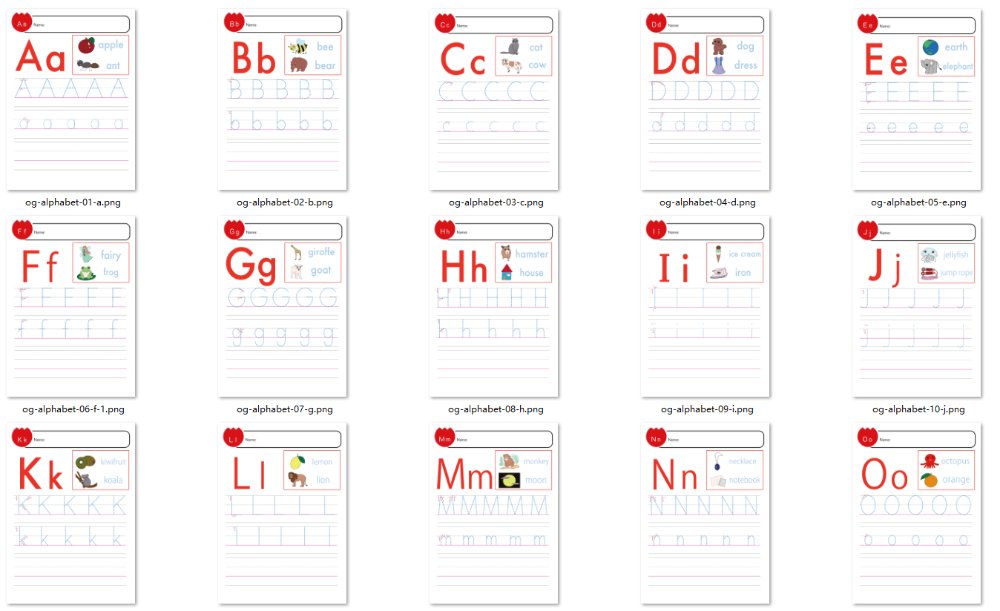 Aa Name:
Aa
apple
ant
A A A A A
a a a a a
og-alphabet-01-a.png
Bb Name:
Bb
bee
bear
B B B B B
b b b b b
og-alphabet-02-b.png
Cc Name:
Cc
cat
cow
C C C C C
c c c c c
og-alphabet-03-c.png
Dd Name:
Dd
dog
dress
D D D D D
d d d d d
og-alphabet-04-d.png
Ee Name:
Ee
earth
elephant
E E E E E
e e e e e
og-alphabet-05-e.png
Ff Name:
Ff
fairy
frog
F F F F F
f f f f f
og-alphabet-06-f-1.png
Gg Name:
Gg
giraffe
goat
G G G G G
g g g g g
og-alphabet-07-g.png
Hh Name:
Hh
hamster
house
H H H H H
h h h h h
og-alphabet-08-h.png
Ii Name:
Ii
ice cream
iron
I I I I I
i i i i i
og-alphabet-09-i.png
Jj Name:
Jj
jellyfish
jump rope
J J J J J
j j j j j
og-alphabet-10-j.png
Kk Name:
Kk
kiwifruit
koala
K K K K K
k k k k k
Ll Name:
Ll
lemon
lion
L L L L L
l l l l l
Mm Name:
Mm
monkey
moon
M M M M M
m m m m m
Nn Name:
Nn
necklace
notebook
N N N N N
n n n n n
Oo Name:
Oo
octopus
orange
O O O O O
o o o o o